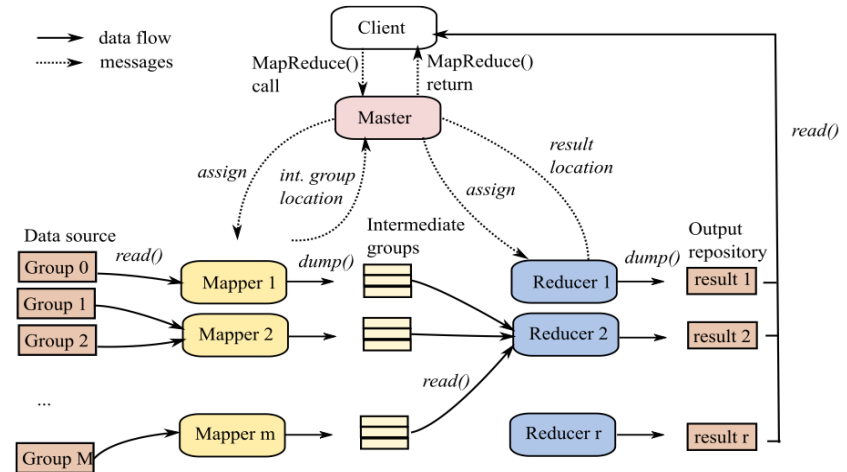 data flow
messages
Client
MapReduce()
call
MapReduce()
return
Master
read()
assign
int. group
location
assign
result
location
Data source
read()
Intermediate
groups
Output
repository
Group 0
Mapper 1
dump()
Reducer 1
dump()
result 1
Group 1
Group 2
Mapper 2
Reducer 2
result 2
read()
...
Group M
Mapper m
Reducer r
result r